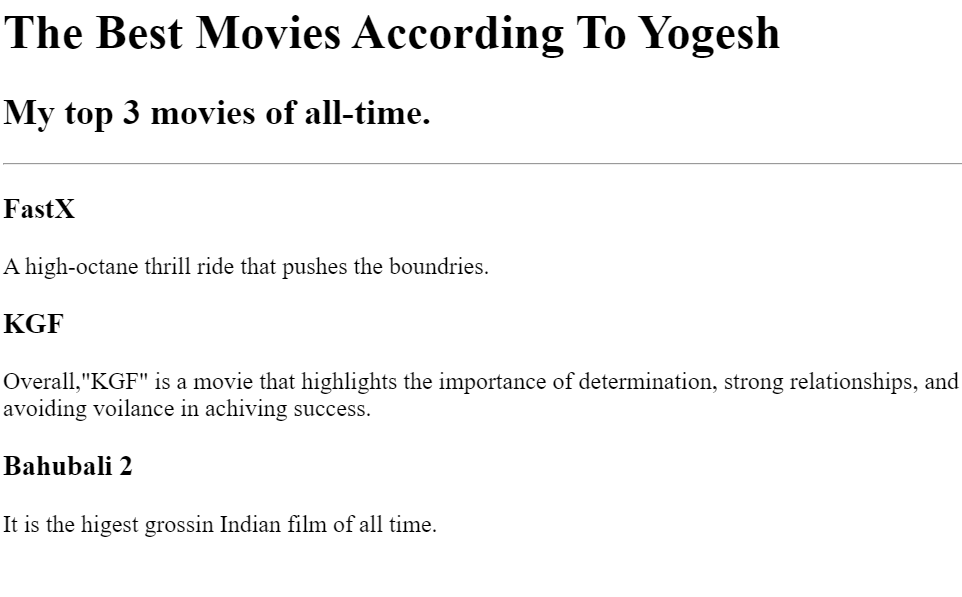 The Best Movies According To Yogesh
My top 3 movies of all-time.
FastX
A high-octane thrill ride that pushes the boundries.
KGF
Overall,"KGF" is a movie that highlights the importance of determination, strong relationships, and
avoiding voilance in achiving success.
Bahubali 2
It is the higest grossin Indian film of all time.